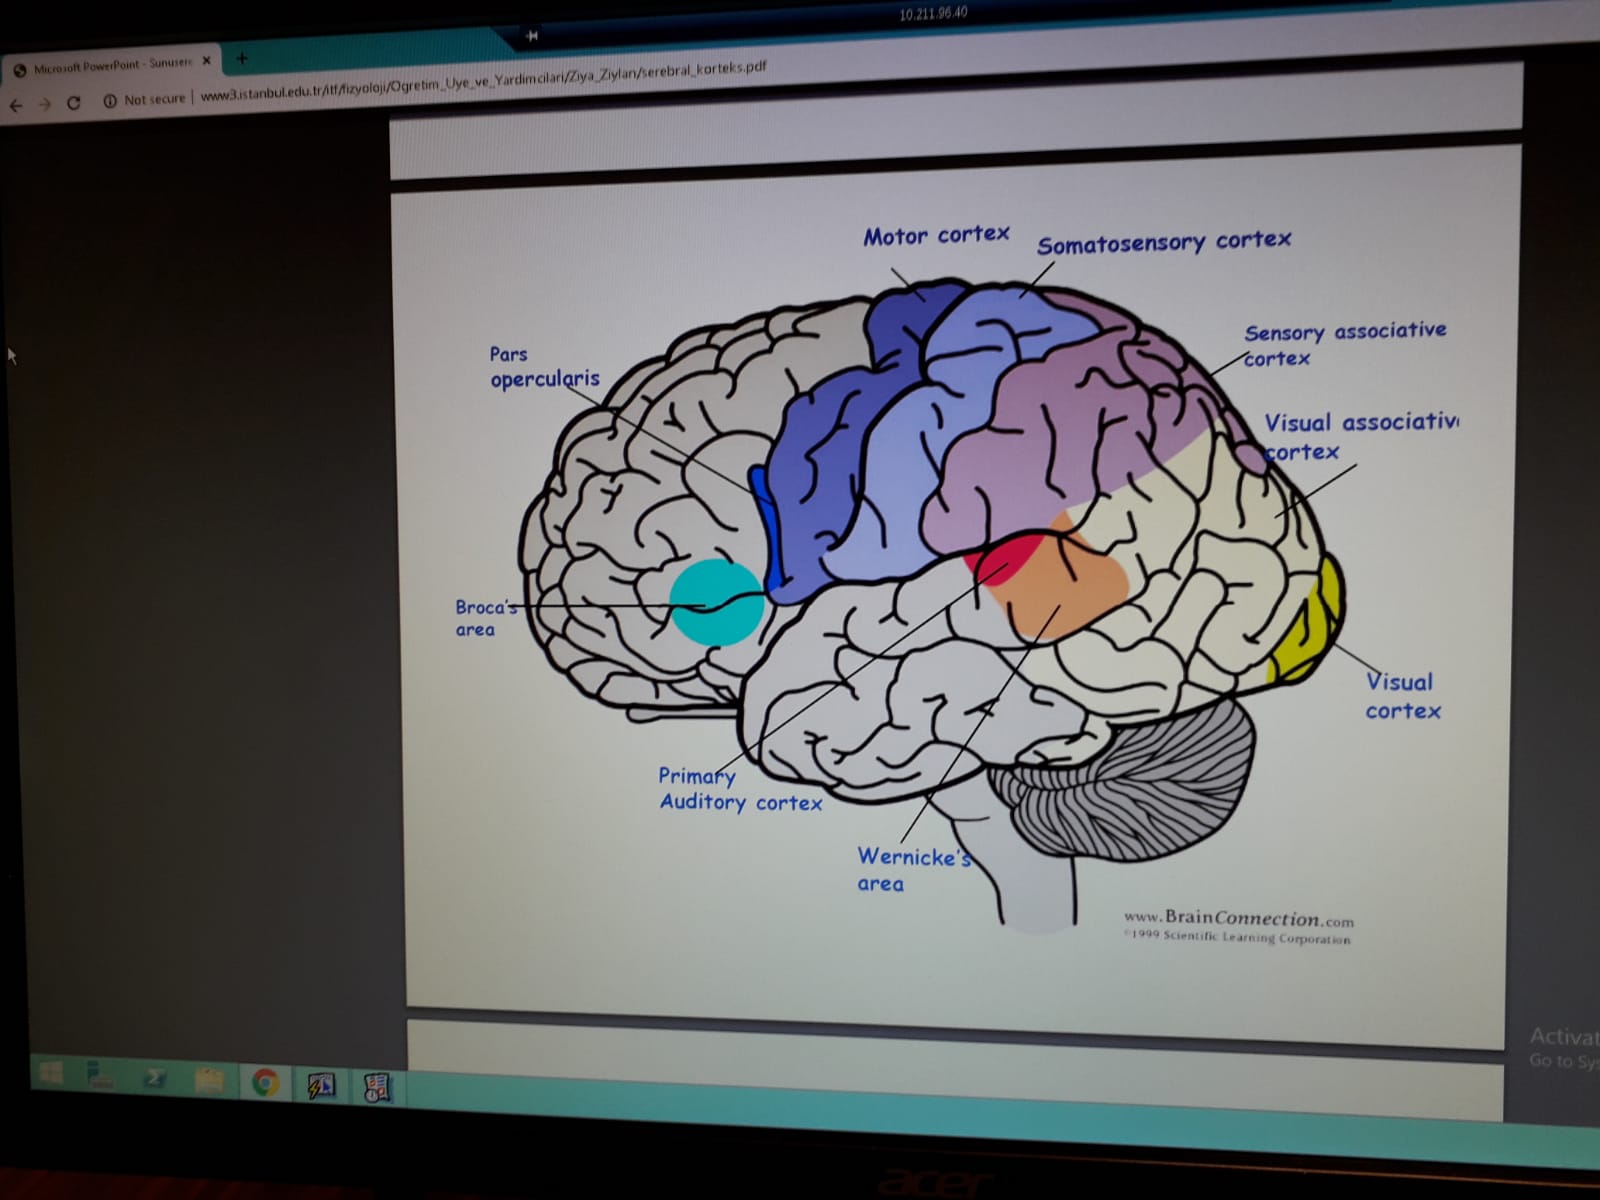 10.211.96.40
Microsoft PowerPoint - Sunuser
Not secure | www3.istanbul.edu.tr/itf/fizyoloji/Ogretim_Uye_ve_Yardimcilari/Ziya_Ziylan/serebral_korteks.pdf
Motor cortex
Somatosensory cortex
Sensory associative
cortex
Pars
opercularis
Visual associativ
cortex
Broca's
area
Visual
cortex
Primary
Auditory cortex
Wernicke's
area
www.BrainConnection.com
©1999 Scientific Learning Corporation
Activat
Go to Sy
acer